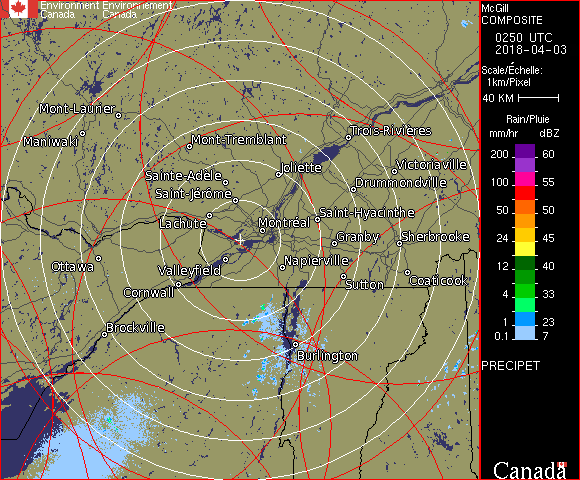 Environment Environnement
Canada Canada
McGill
COMPOSITE
0250 UTC
2018-04-03
Scale/Échelle:
1km/Pixel
40 KM
Rain/Pluie
mm/hr dBZ
200 60
100 55
50 50
24 45
12 40
4 33
1 23
0.1 7
PRECIPET
Canada
Mont-Laurier
Maniwaki
Mont-Tremblant
Trois-Rivières
Sainte-Adèle
Joliette
Victoriaville
Saint-Jérôme
Drummondville
Lachute
Montréal
Saint-Hyacinthe
Granby
Sherbrooke
Ottawa
Valleyfield
Napierville
Cornwall
Sutton
Coaticook
Brockville
Burlington